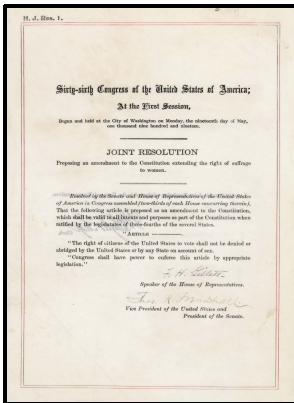 H. J. Res. 1.
Sixty-sixth Congress of the United States of America;
At the First Session,
Begun and held at the City of Washington on Monday, the nineteenth day of May,
one thousand nine hundred and nineteen.
JOINT RESOLUTION
Proposing an amendment to the Constitution extending the right of suffrage
to women.
Resolved by the Senate and House of Representatives of the United States
of America in Congress assembled (two-thirds of each House concurring therein),
That the following article is proposed as an amendment to the Constitution,
which shall be valid to all intents and purposes as part of the Constitution when
ratified by the legislatures of three-fourths of the several States.
"ARTICLE ————.
"The right of citizens of the United States to vote shall not be denied or
abridged by the United States or by any State on account of sex.
"Congress shall have power to enforce this article by appropriate
legislation."
F. H. Gillett
Speaker of the House of Representatives.
Thos. R. Marshall
Vice President of the United States and
President of the Senate.